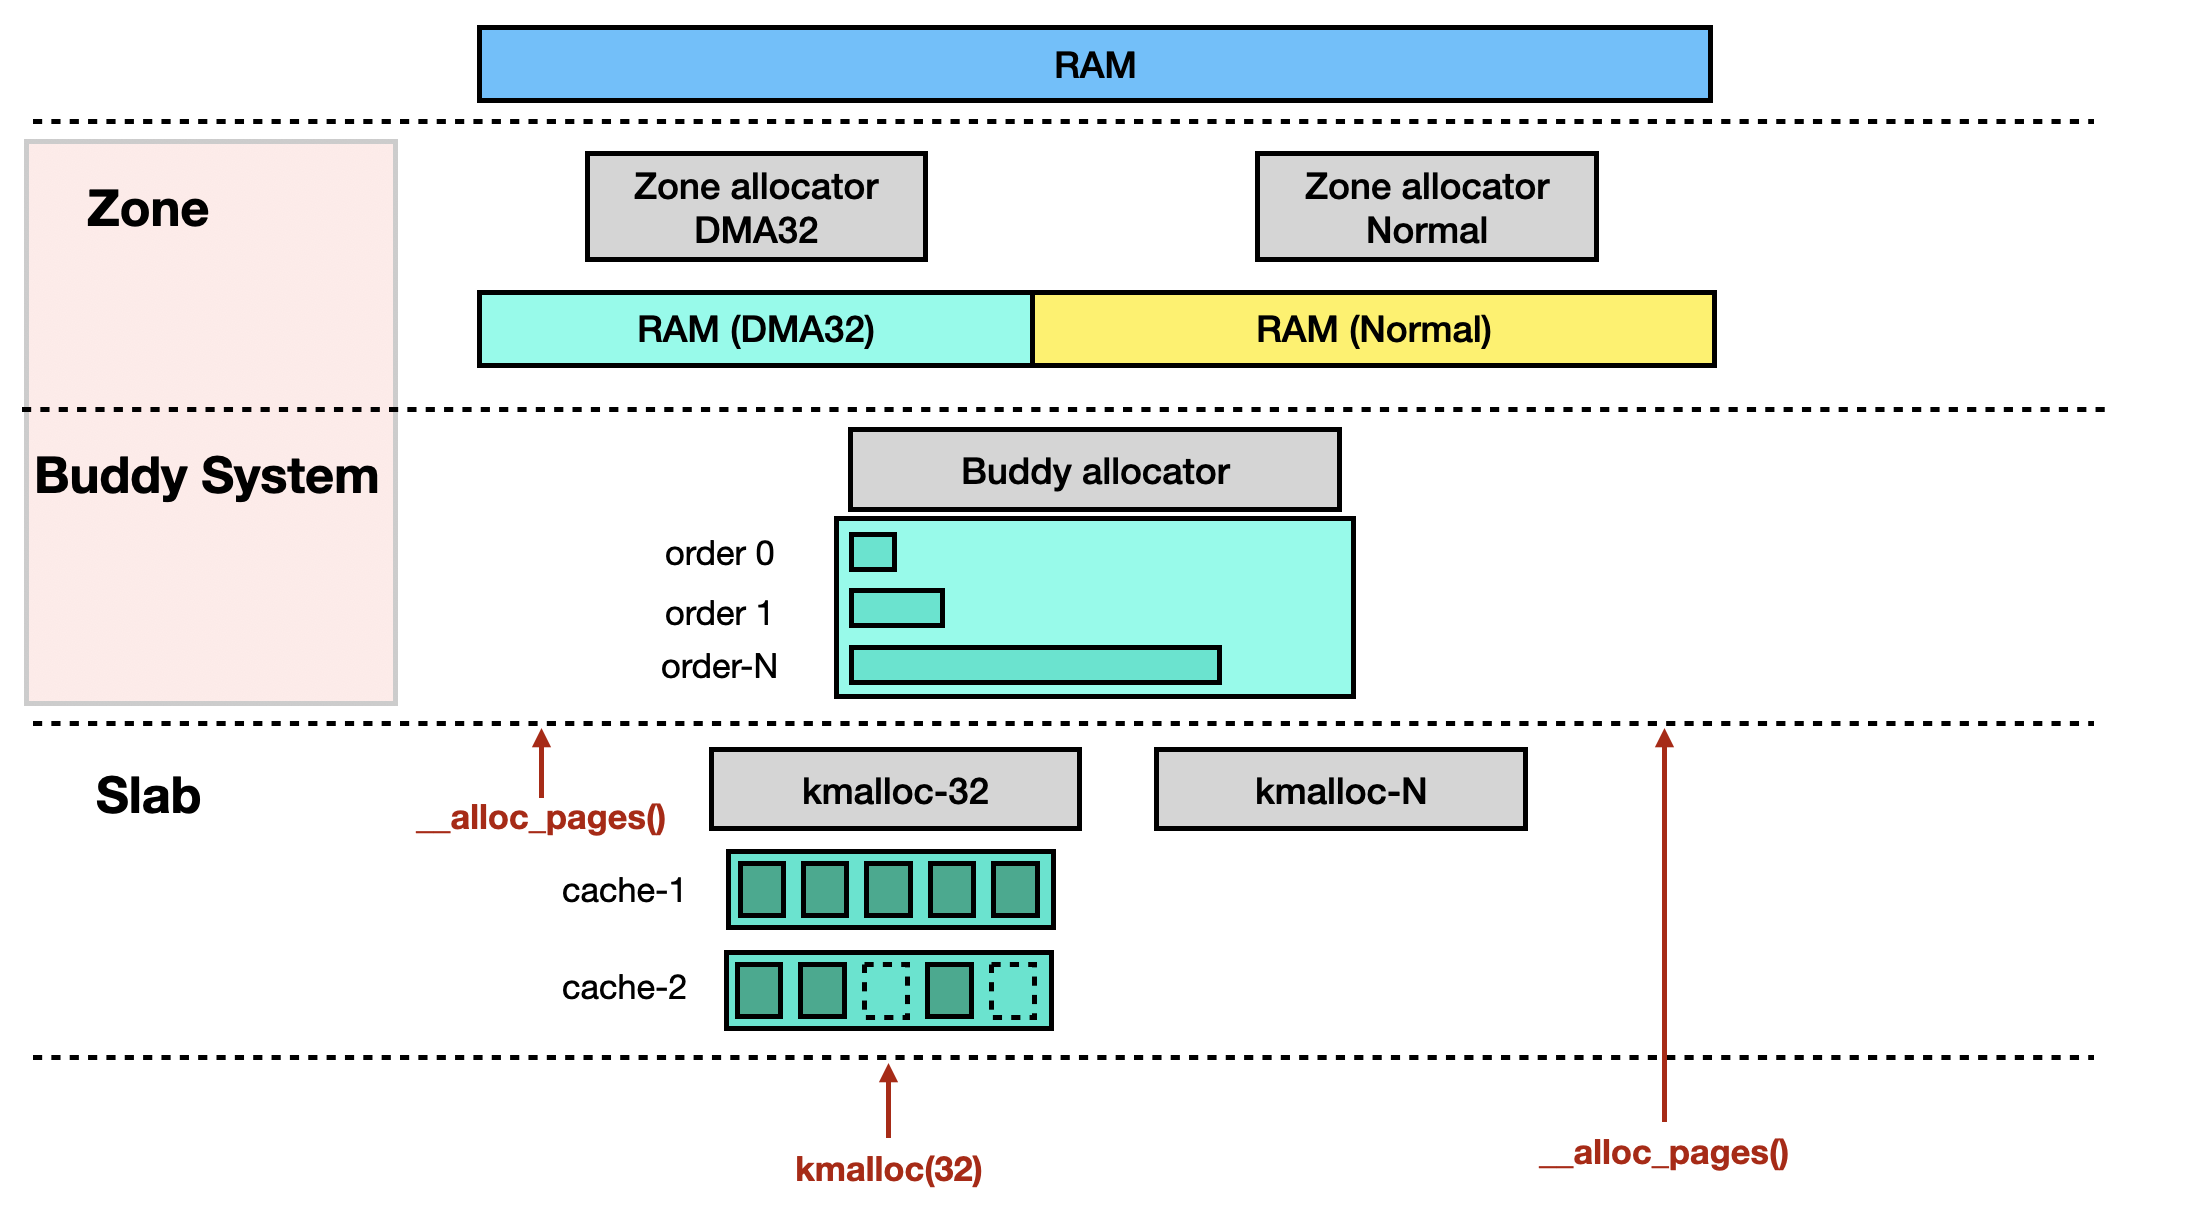 RAM
Zone
Zone allocator
DMA32
Zone allocator
Normal
RAM (DMA32)
RAM (Normal)
Buddy System
Buddy allocator
order 0
order 1
order-N
Slab
__alloc_pages()
kmalloc-32
kmalloc-N
cache-1
cache-2
kmalloc(32)
__alloc_pages()